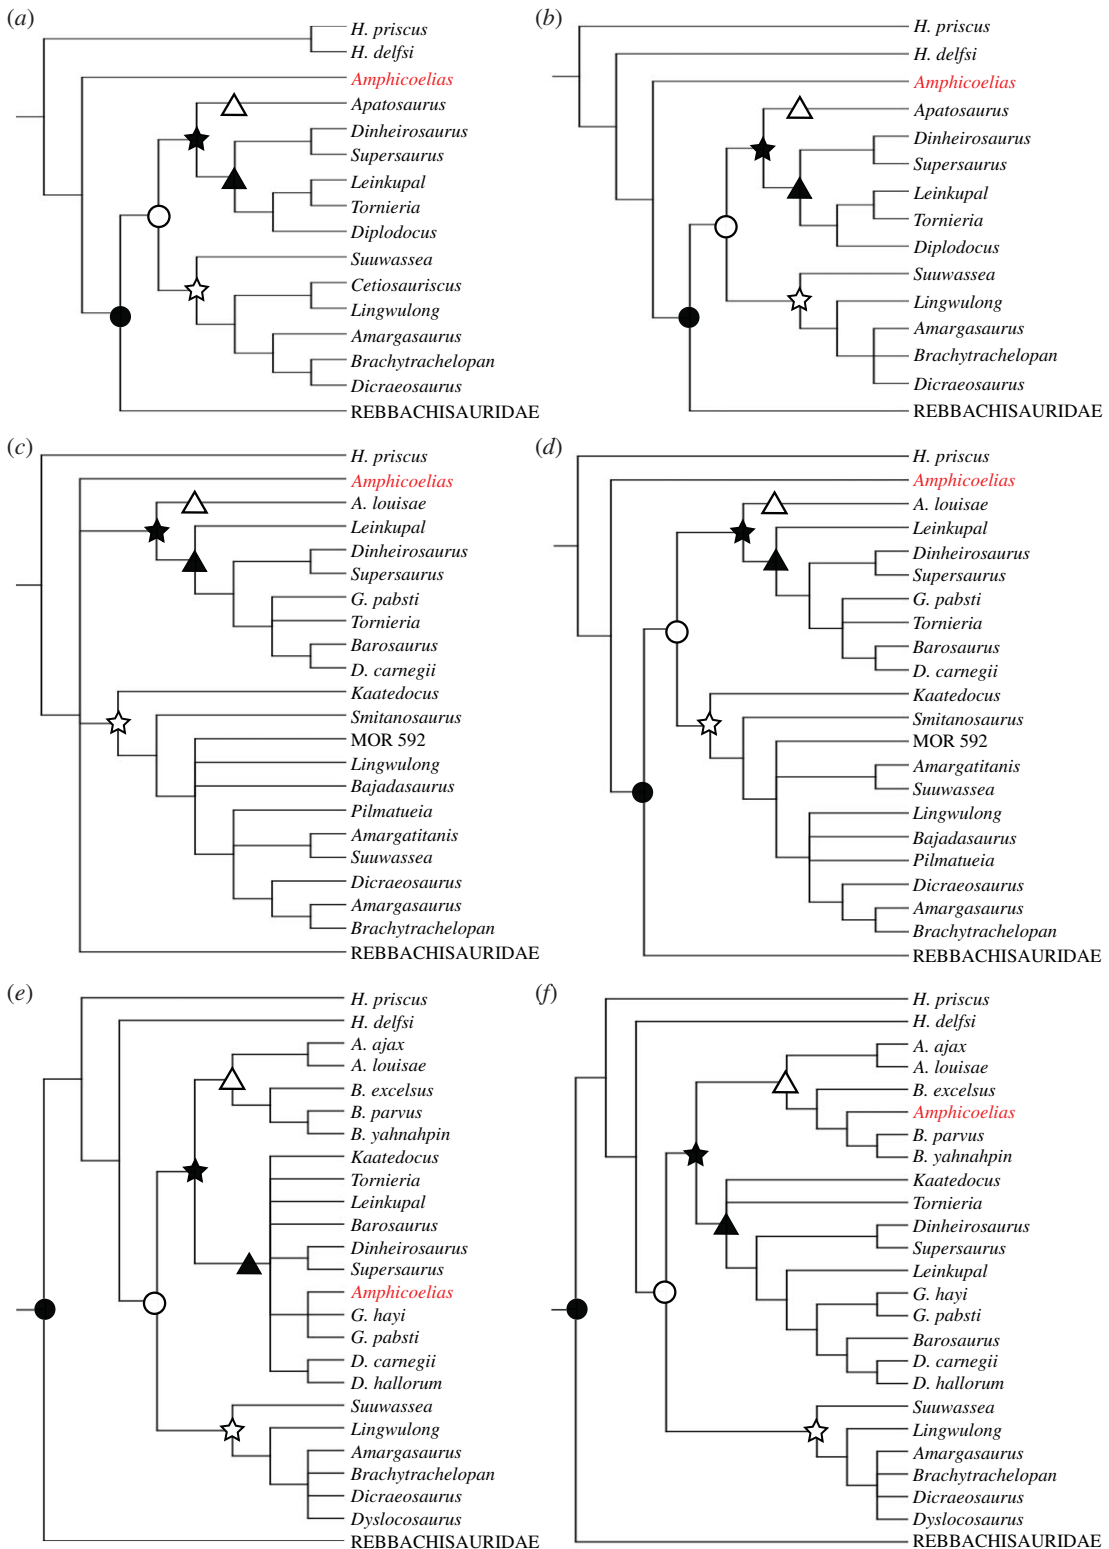 (a)
H. priscus
H. delfsi
Amphicoelias
Apatosaurus
Dinheirosaurus
Supersaurus
Leinkupal
Tornieria
Diplodocus
Suuwassea
Cetiosauriscus
Lingwulong
Amargasaurus
Brachytrachelopan
Dicraeosaurus
REBBACHISAURIDAE
(b)
H. priscus
H. delfsi
Amphicoelias
Apatosaurus
Dinheirosaurus
Supersaurus
Leinkupal
Tornieria
Diplodocus
Suuwassea
Lingwulong
Amargasaurus
Brachytrachelopan
Dicraeosaurus
REBBACHISAURIDAE
(c)
H. priscus
Amphicoelias
A. louisae
Leinkupal
Dinheirosaurus
Supersaurus
G. pabsti
Tornieria
Barosaurus
D. carnegii
Kaatedocus
Smitanosaurus
MOR 592
Lingwulong
Bajadasaurus
Pilmatueia
Amargatitanis
Suuwassea
Dicraeosaurus
Amargasaurus
Brachytrachelopan
REBBACHISAURIDAE
(d)
H. priscus
Amphicoelias
A. louisae
Leinkupal
Dinheirosaurus
Supersaurus
G. pabsti
Tornieria
Barosaurus
D. carnegii
Kaatedocus
Smitanosaurus
MOR 592
Amargatitanis
Suuwassea
Lingwulong
Bajadasaurus
Pilmatueia
Dicraeosaurus
Amargasaurus
Brachytrachelopan
REBBACHISAURIDAE
(e)
H. priscus
H. delfsi
A. ajax
A. louisae
B. excelsus
B. parvus
B. yahnahpin
Kaatedocus
Tornieria
Leinkupal
Barosaurus
Dinheirosaurus
Supersaurus
Amphicoelias
G. hayi
G. pabsti
D. carnegii
D. hallorum
Suuwassea
Lingwulong
Amargasaurus
Brachytrachelopan
Dicraeosaurus
Dyslocosaurus
REBBACHISAURIDAE
(f)
H. priscus
H. delfsi
A. ajax
A. louisae
B. excelsus
Amphicoelias
B. parvus
B. yahnahpin
Kaatedocus
Tornieria
Dinheirosaurus
Supersaurus
Leinkupal
G. hayi
G. pabsti
Barosaurus
D. carnegii
D. hallorum
Suuwassea
Lingwulong
Amargasaurus
Brachytrachelopan
Dicraeosaurus
Dyslocosaurus
REBBACHISAURIDAE